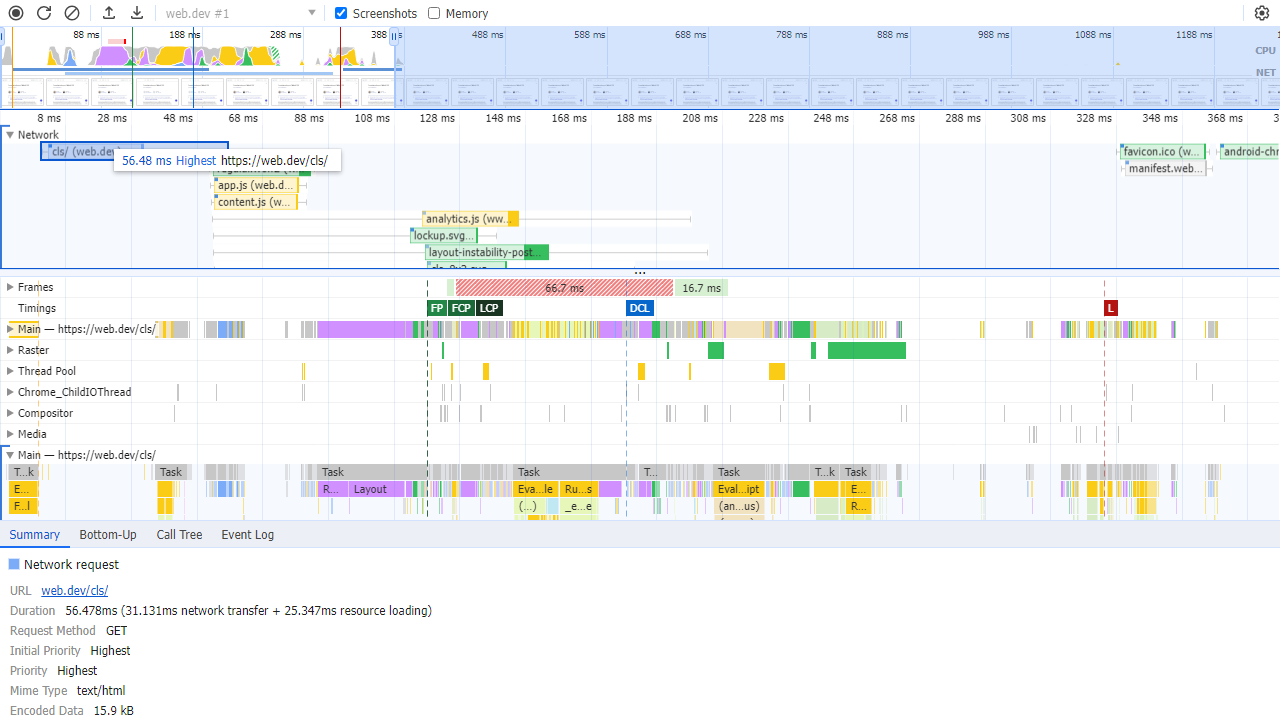 web.dev #1 Screenshots Memory
88 ms 188 ms 288 ms 388 488 ms 588 ms 688 ms 788 ms 888 ms 988 ms 1088 ms 1188 ms
CPU
NET
8 ms 28 ms 48 ms 68 ms 88 ms 108 ms 128 ms 148 ms 168 ms 188 ms 208 ms 228 ms 248 ms 268 ms 288 ms 308 ms 328 ms 348 ms 368 ms 3
Network
cls/ (web.dev favicon.ico (w... android-chr
56.48 ms Highest https://web.dev/cls/
manifest.web...
app.js (web.d...
content.js (w...
analytics.js (ww...
lockup.svg...
layout-instability-post...
...
Frames 66.7 ms 16.7 ms
Timings FP FCP LCP DCL L
Main — https://web.dev/cls/
Raster
Thread Pool
Chrome_ChildIOThread
Compositor
Media
Main — https://web.dev/cls/
T...k Task Task Task T... Task T...k Task
E... R... Layout Eva...le Ru...s Eval...ipt E...
F...l (...) _e...e (an...us) R...
Summary Bottom-Up Call Tree Event Log
Network request
URL web.dev/cls/
Duration 56.478ms (31.131ms network transfer + 25.347ms resource loading)
Request Method GET
Initial Priority Highest
Priority Highest
Mime Type text/html
Encoded Data 15.9 kB